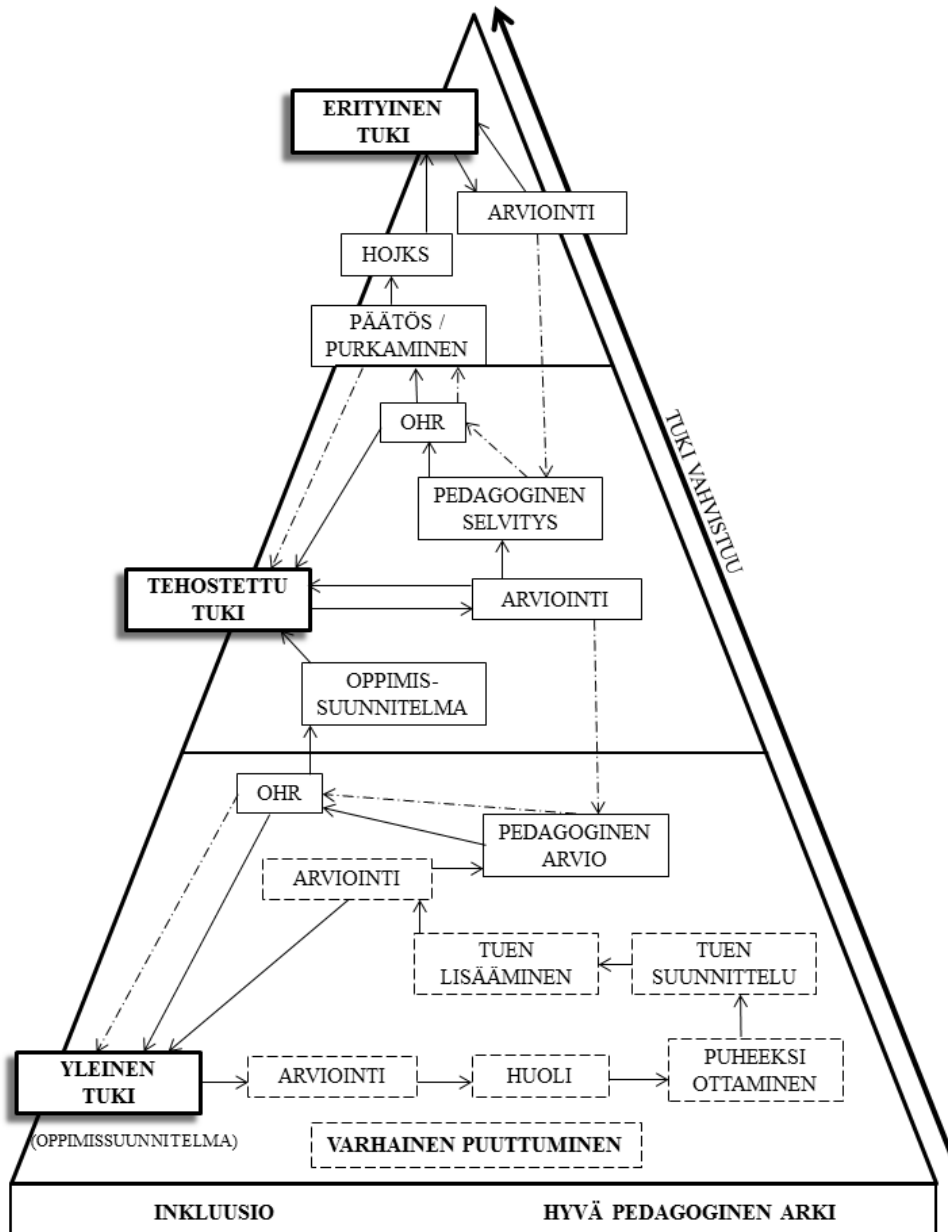 ERITYINEN
TUKI
ARVIOINTI
HOJKS
PÄÄTÖS /
PURKAMINEN
OHR
PEDAGOGINEN
SELVITYS
TUKI VAHVISTUU
TEHOSTETTU
TUKI
ARVIOINTI
OPPIMIS-
SUUNNITELMA
OHR
PEDAGOGINEN
ARVIO
ARVIOINTI
TUEN
LISÄÄMINEN
TUEN
SUUNNITTELU
YLEINEN
TUKI
ARVIOINTI
HUOLI
PUHEEKSI
OTTAMINEN
(OPPIMISSUUNNITELMA)
VARHAINEN PUUTTUMINEN
INKLUUSIO
HYVÄ PEDAGOGINEN ARKI